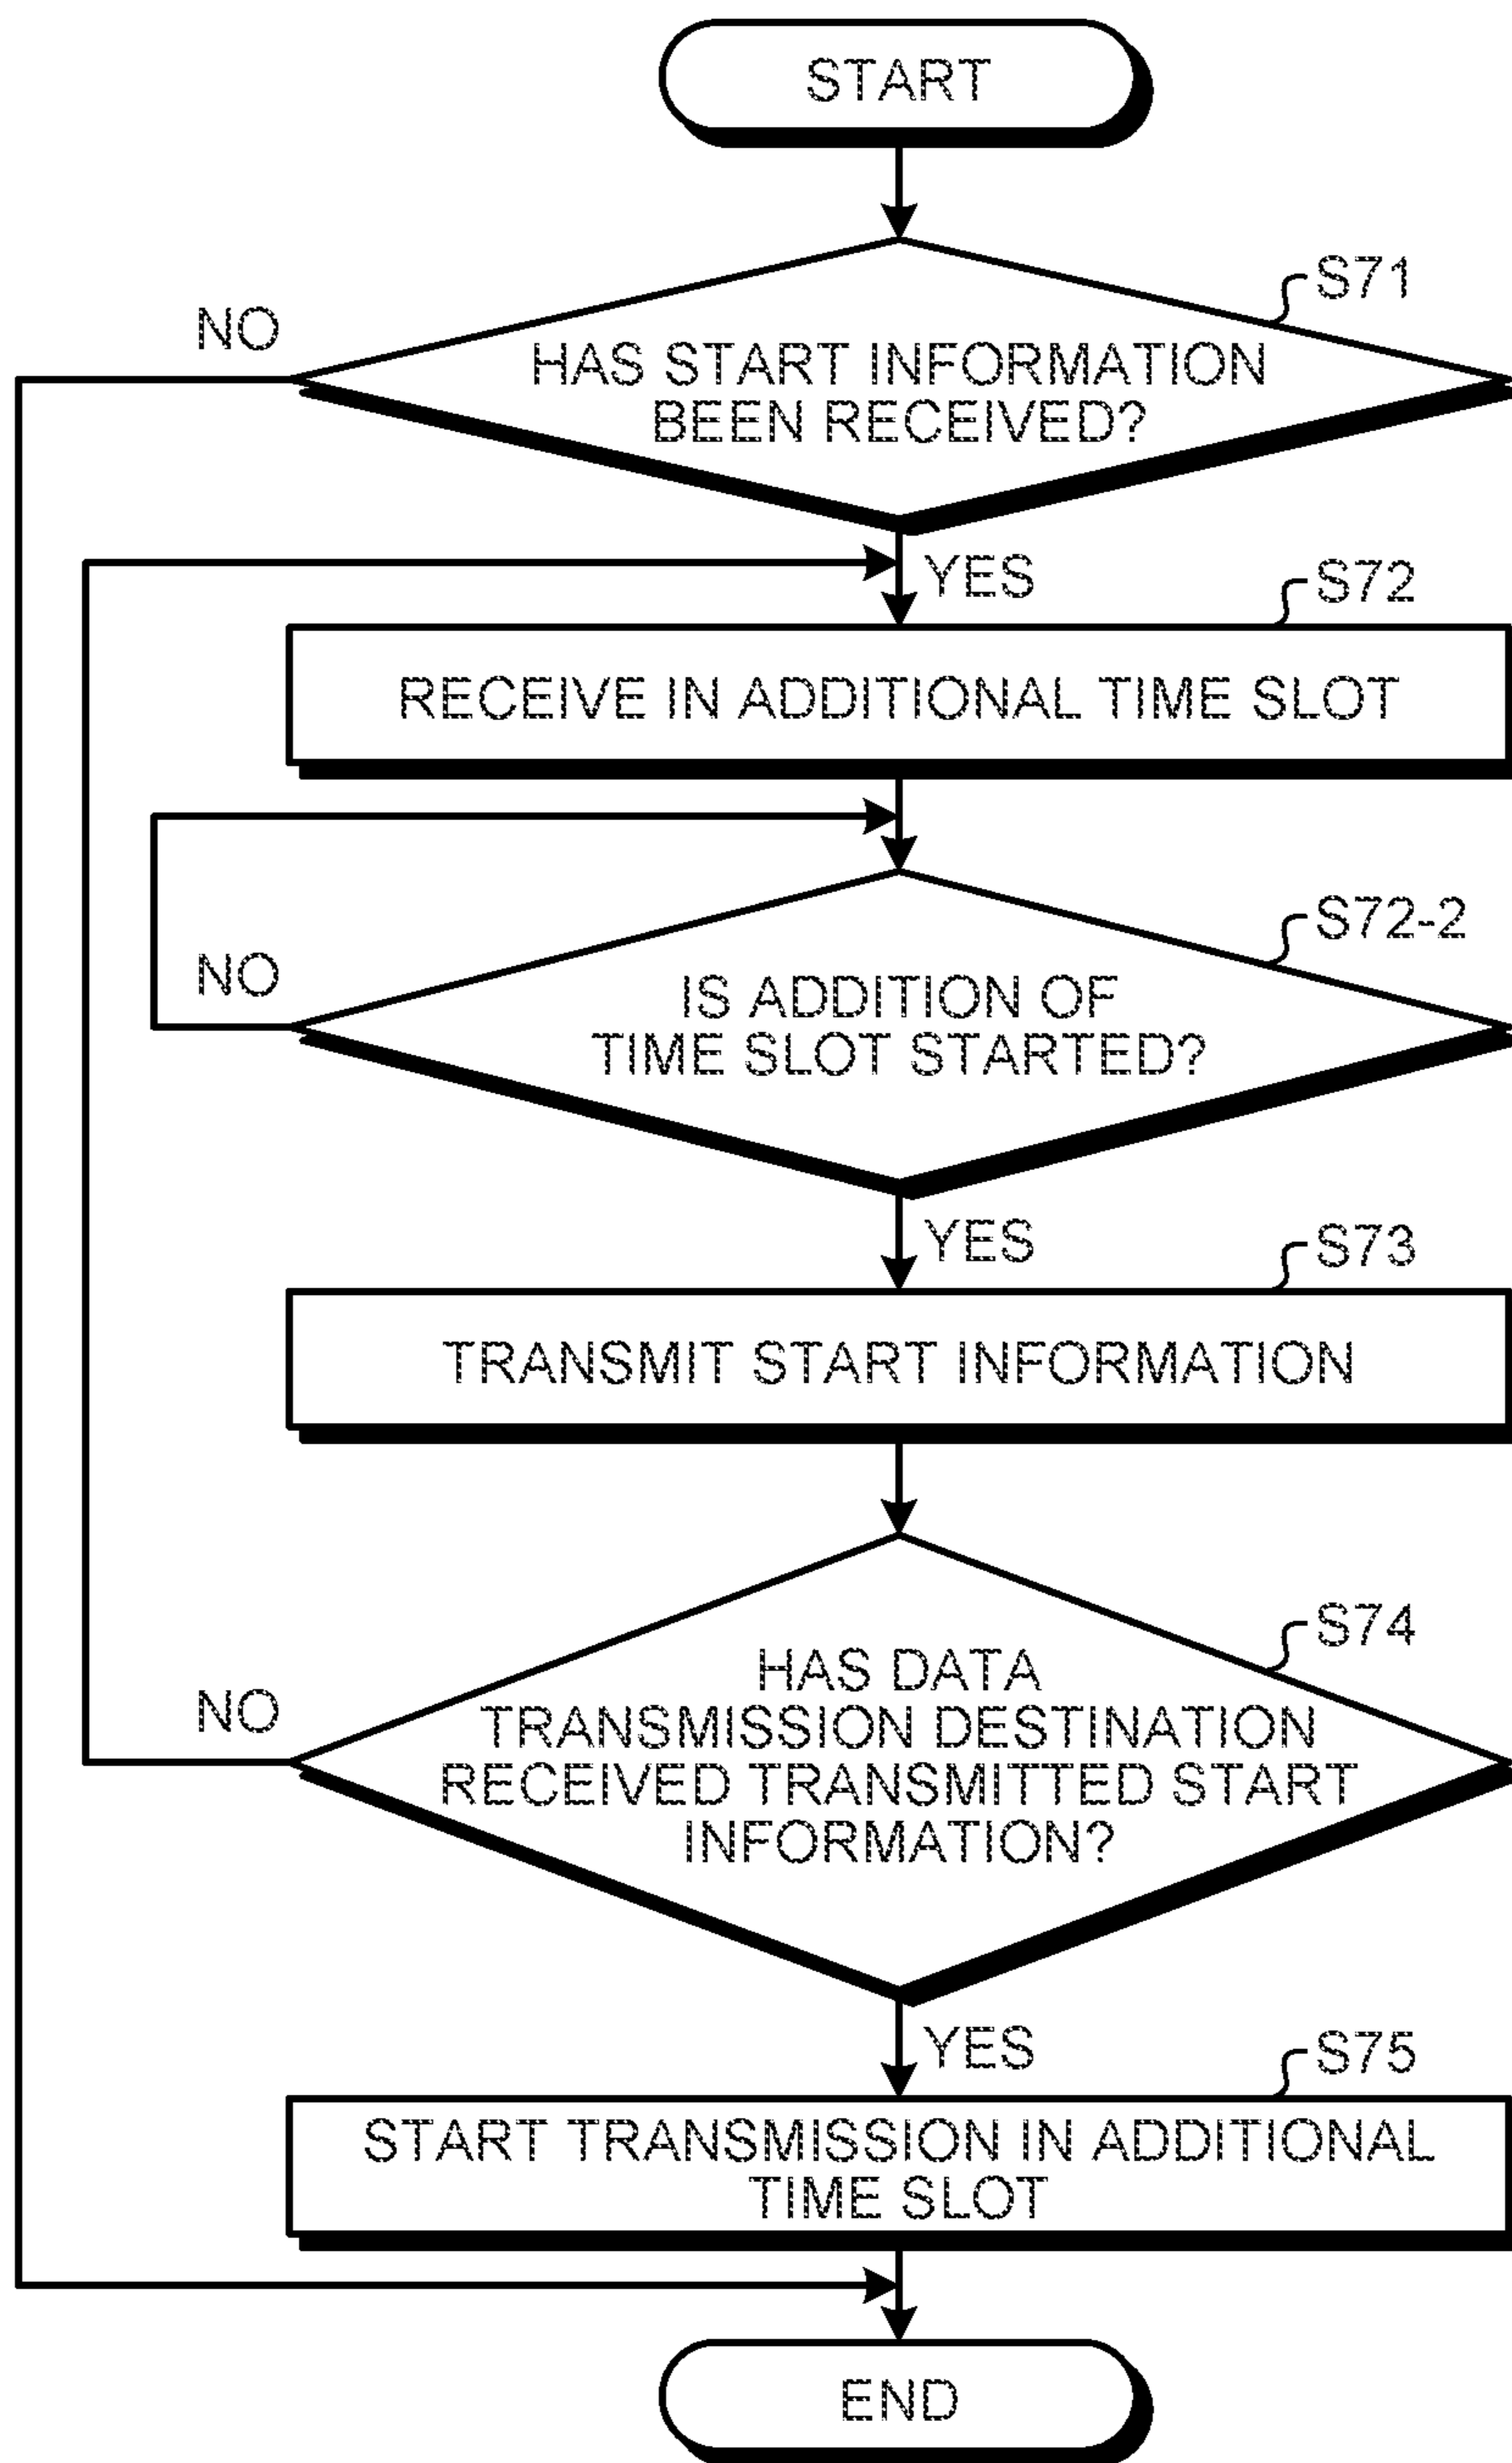 START
S71
NO
HAS START INFORMATION
BEEN RECEIVED?
YES
S72
RECEIVE IN ADDITIONAL TIME SLOT
S72-2
NO
IS ADDITION OF
TIME SLOT STARTED?
YES
S73
TRANSMIT START INFORMATION
S74
HAS DATA
NO
TRANSMISSION DESTINATION
RECEIVED TRANSMITTED START
INFORMATION?
YES
S75
START TRANSMISSION IN ADDITIONAL
TIME SLOT
END